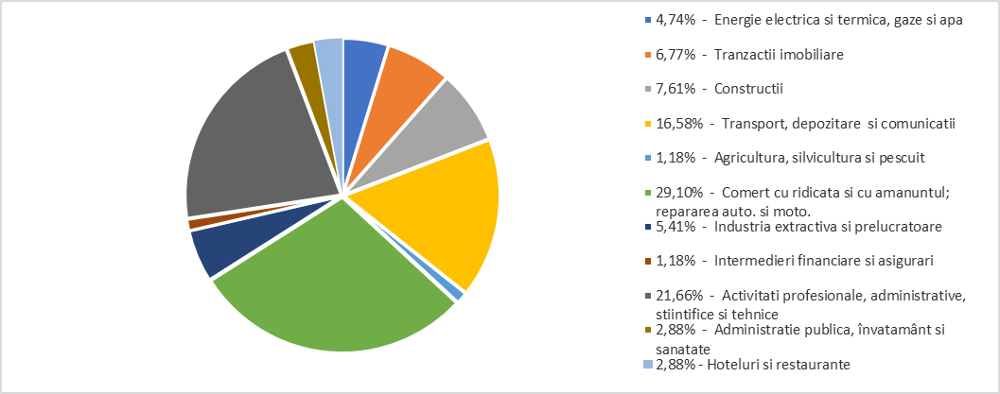 4,74% - Energie electrica si termica, gaze si apa
6,77% - Tranzactii imobiliare
7,61% - Constructii
16,58% - Transport, depozitare si comunicatii
1,18% - Agricultura, silvicultura si pescuit
29,10% - Comert cu ridicata si cu amanuntul;
repararea auto. si moto.
5,41% - Industria extractiva si prelucratoare
1,18% - Intermedieri financiare si asigurari
21,66% - Activitati profesionale, administrative,
stiintifice si tehnice
2,88% - Administratie publica, învatamânt si
sanatate
2,88% - Hoteluri si restaurante